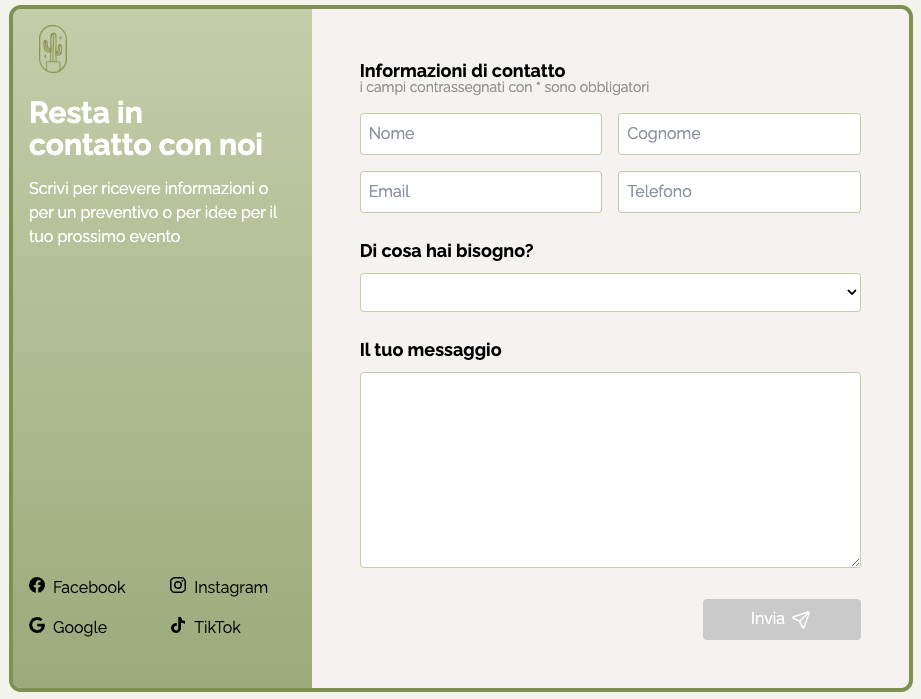 Resta in
contatto con noi
Scrivi per ricevere informazioni o
per un preventivo o per idee per il
tuo prossimo evento
Facebook
Instagram
Google
TikTok
Informazioni di contatto
i campi contrassegnati con * sono obbligatori
Nome
Cognome
Email
Telefono
Di cosa hai bisogno?
Il tuo messaggio
Invia